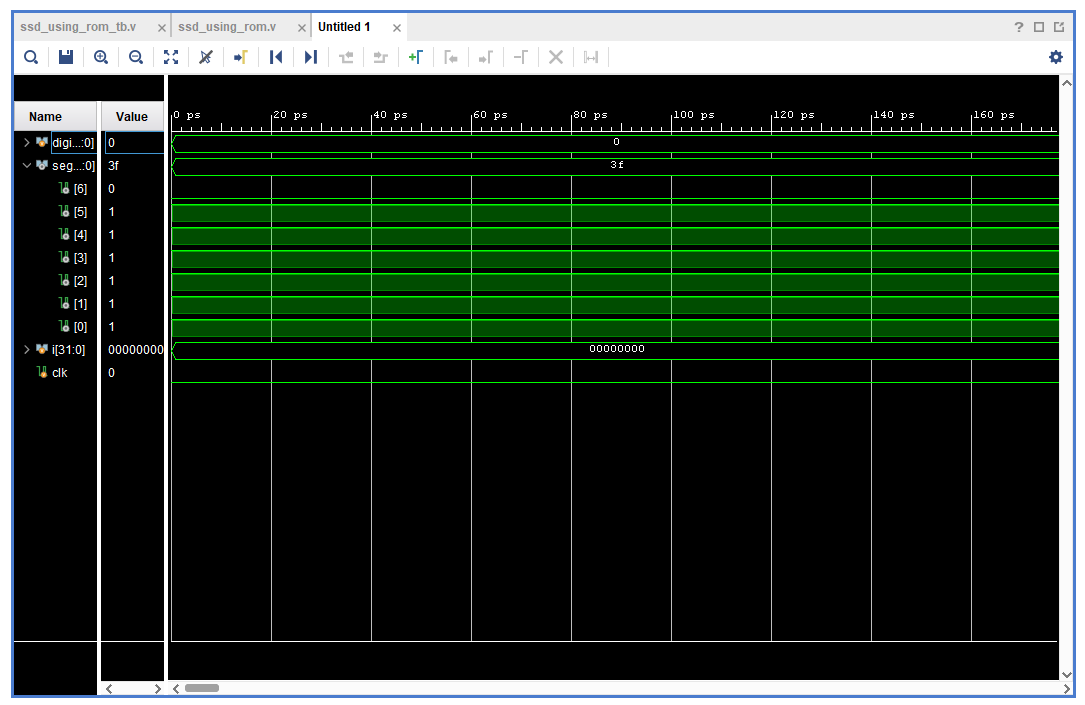 ssd_using_rom_tb.v × ssd_using_rom.v × Untitled 1 × ?
Name Value 0 ps 20 ps 40 ps 60 ps 80 ps 100 ps 120 ps 140 ps 160 ps
digi...:0] 0 0
seg...:0] 3f 3f
[6] 0
[5] 1
[4] 1
[3] 1
[2] 1
[1] 1
[0] 1
i[31:0] 00000000 00000000
clk 0